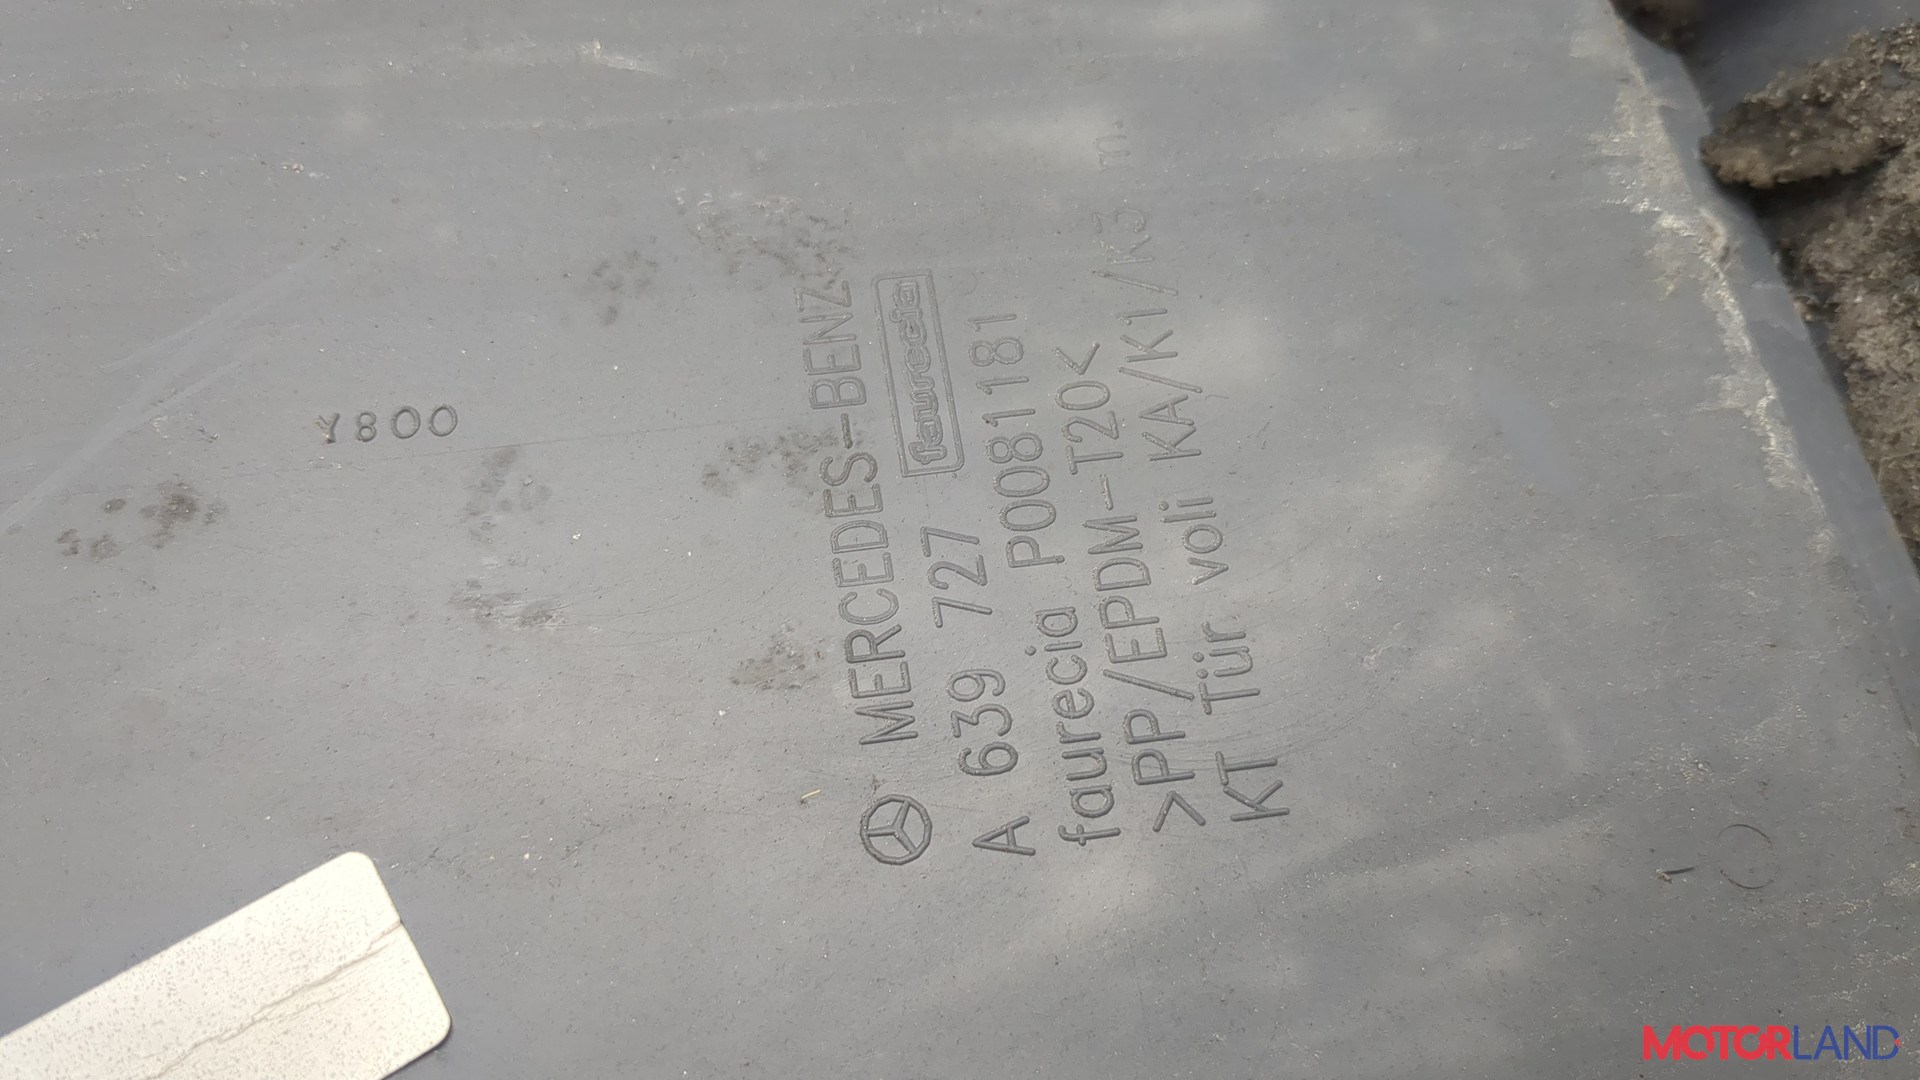 Y800
MERCEDES-BENZ
faurecia
A 639 727
faurecia P0081181
>PP/EPDM-T20<
KT Tür voli KA/K1/K3 m.
MOTORLAND